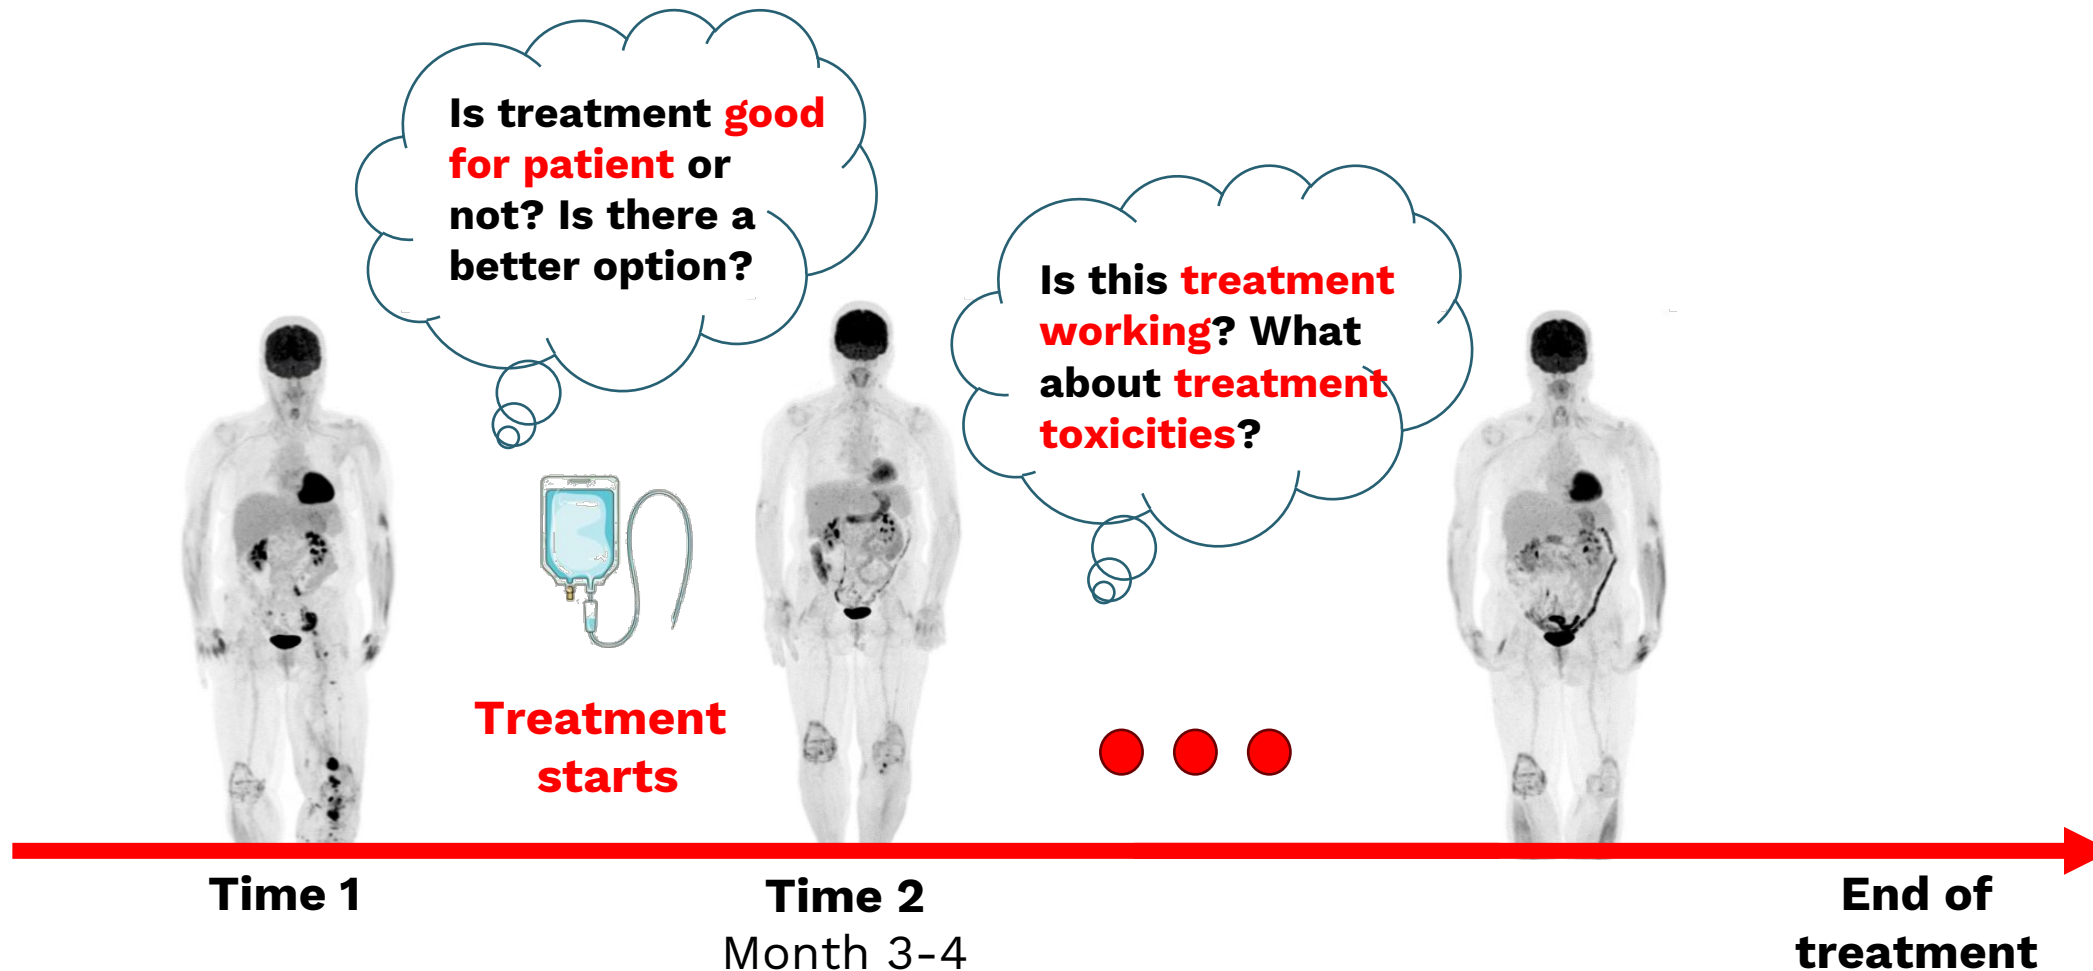 Is treatment good
for patient or
not? Is there a
better option?
Is this treatment
working? What
about treatment
toxicities?
Treatment
starts
Time 1
Time 2
Month 3-4
End of
treatment